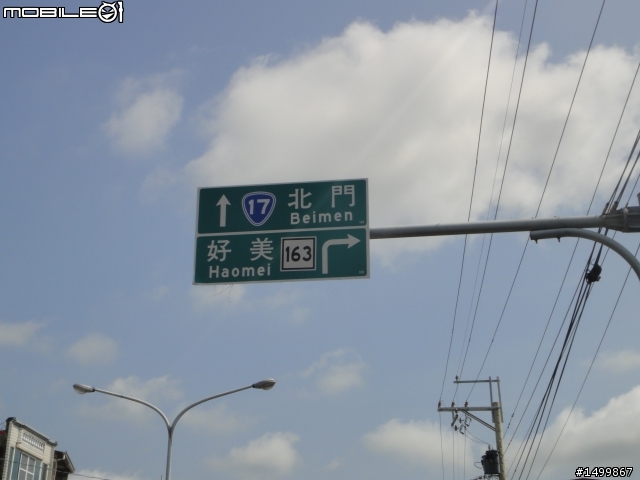 MOBILE01
17 北門
Beimen
好美 163
Haomei
#1499867